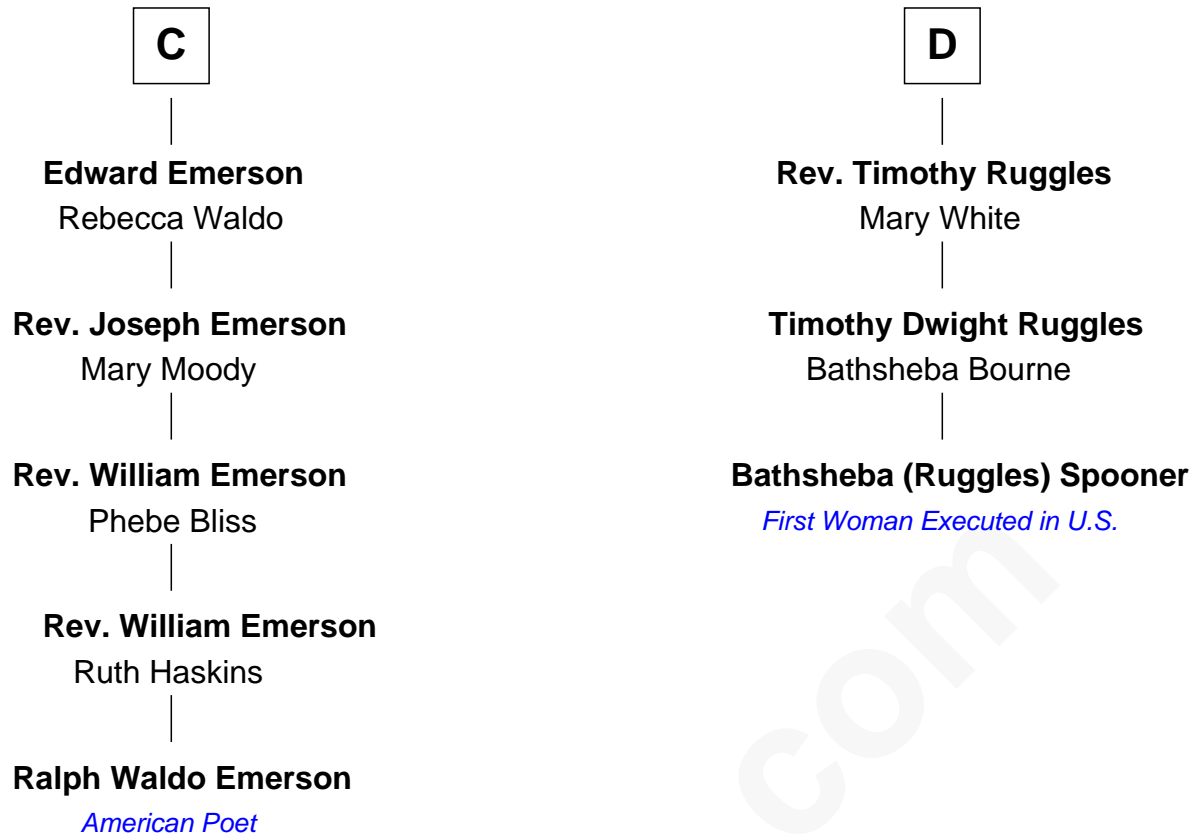 C
Edward Emerson
Rebecca Waldo
Rev. Joseph Emerson
Mary Moody
Rev. William Emerson
Phebe Bliss
Rev. William Emerson
Ruth Haskins
Ralph Waldo Emerson
American Poet
D
Rev. Timothy Ruggles
Mary White
Timothy Dwight Ruggles
Bathsheba Bourne
Bathsheba (Ruggles) Spooner
First Woman Executed in U.S.
com